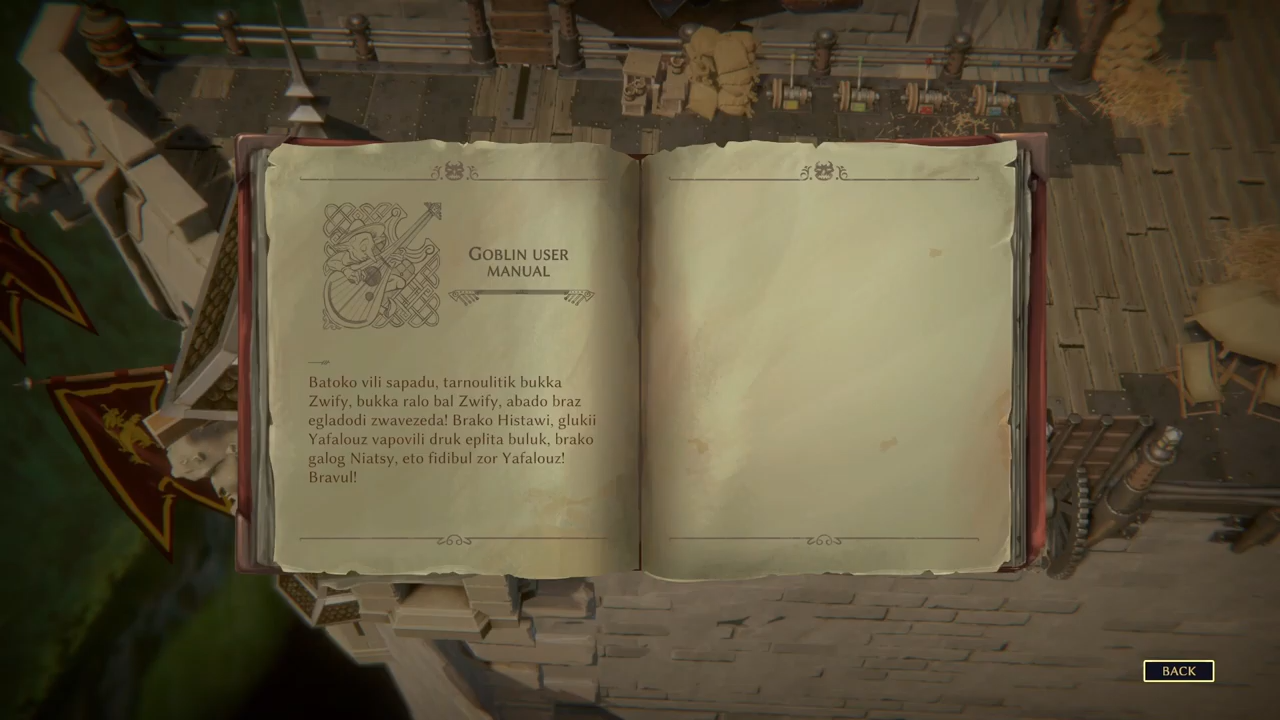 Goblin user
manual
Batoko vili sapadu, tarnoulitik bukka
Zwify, bukka ralo bal Zwify, abado braz
egladodi zwavezeda! Brako Histawi, glukii
Yafalouz vapovili druk eplita buluk, brako
galog Niatsy, eto fidibul zor Yafalouz!
Bravul!
BACK